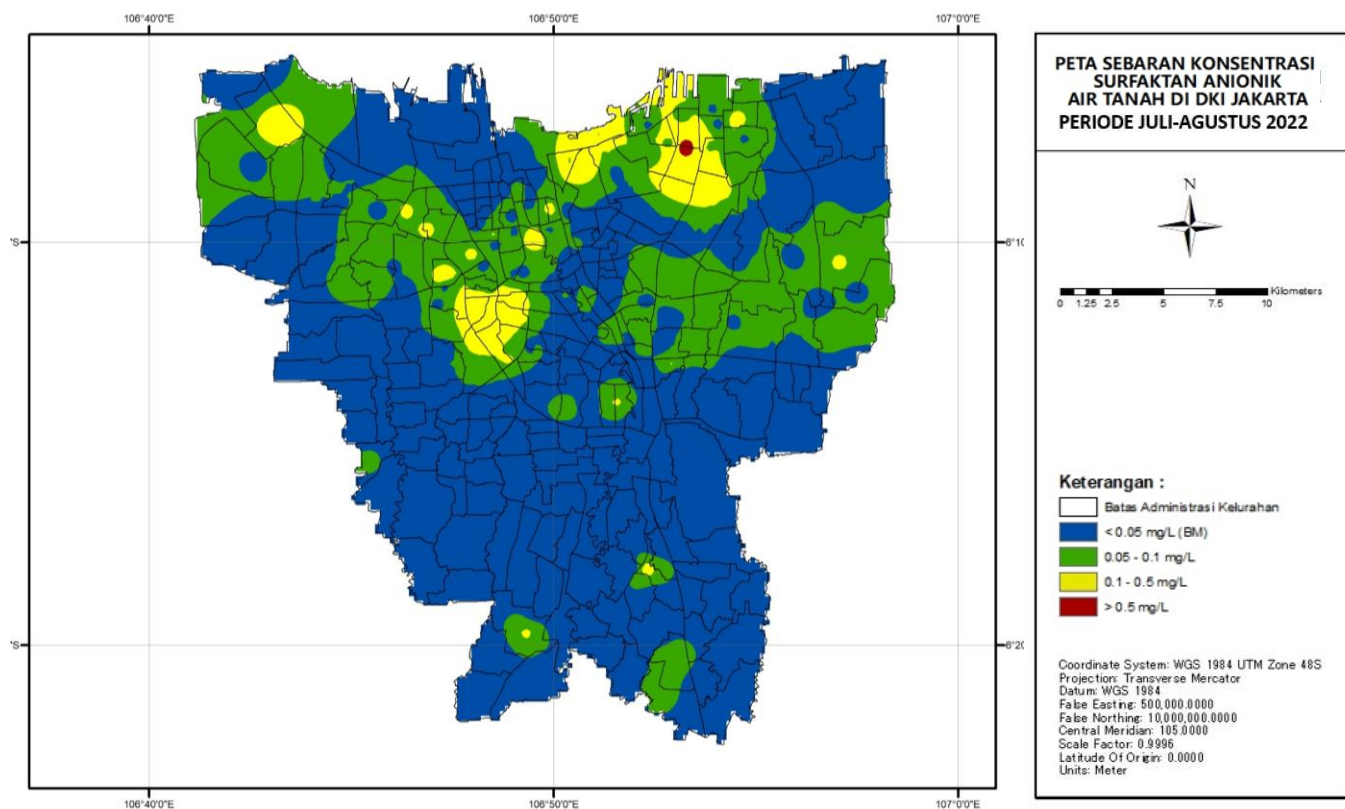 106°40'0"E
106°50'0"E
107°0'0"E
'S
6°10
'S
6°20
106°40'0"E
106°50'0"E
107°0'0"E
PETA SEBARAN KONSENTRASI
SURFAKTAN ANIONIK
AIR TANAH DI DKI JAKARTA
PERIODE JULI-AGUSTUS 2022
N
Kilometers
0 1.25 2.5 5 7.5 10
Keterangan :
Batas Administrasi Kelurahan
< 0.05 mg/L (BM)
0.05 - 0.1 mg/L
0.1 - 0.5 mg/L
> 0.5 mg/L
Coordinate System: WGS 1984 UTM Zone 48S
Projection: Transverse Mercator
Datum: WGS 1984
False Easting: 500,000.0000
False Northing: 10,000,000.0000
Central Meridian: 105.0000
Scale Factor: 0.9996
Latitude Of Origin: 0.0000
Units: Meter